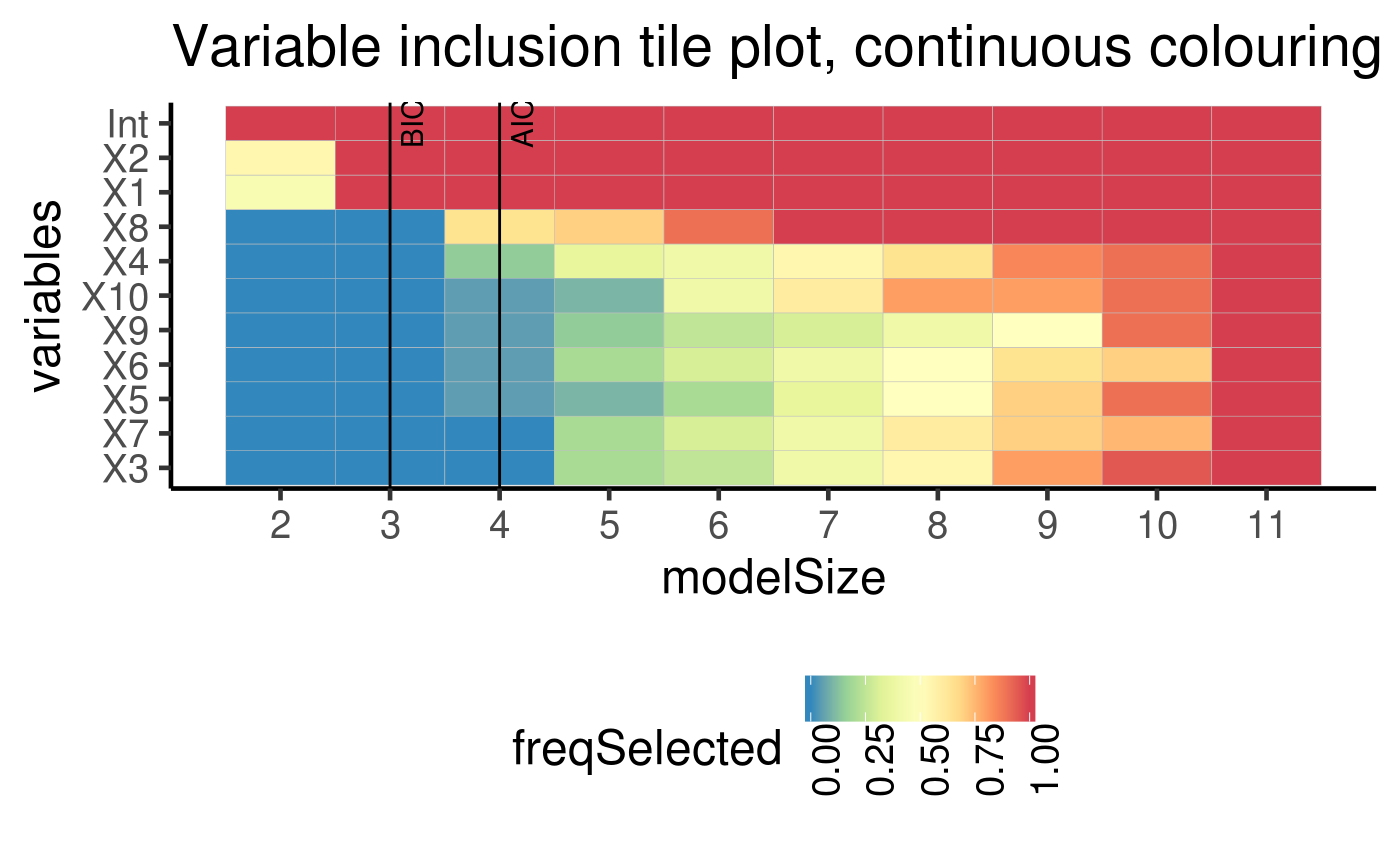 Variable inclusion tile plot, continuous colouring
variables
Int
X2
X1
X8
X4
X10
X9
X6
X5
X7
X3
BIC
AIC
2 3 4 5 6 7 8 9 10 11
modelSize
freqSelected
0.00 0.25 0.50 0.75 1.00